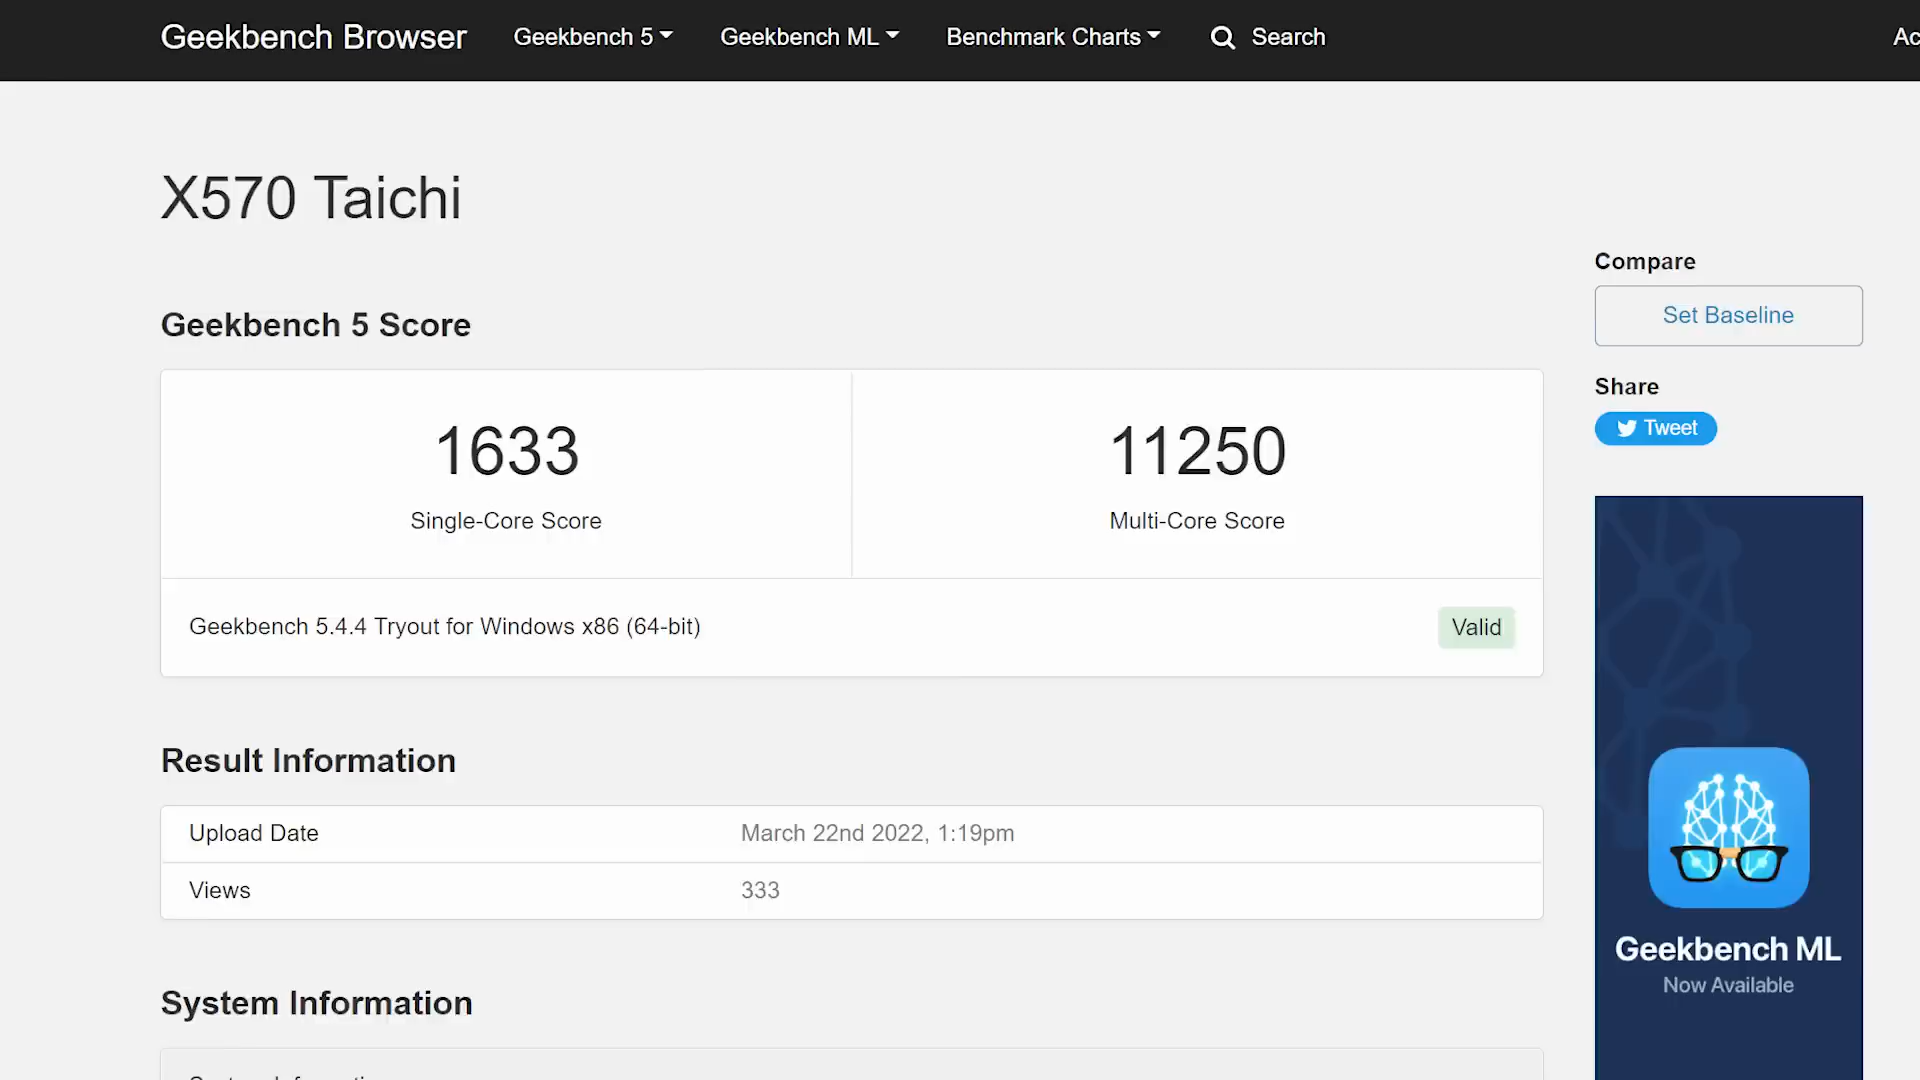 Geekbench Browser Geekbench 5 Geekbench ML Benchmark Charts Search
X570 Taichi
Compare
Set Baseline
Geekbench 5 Score
Share
Tweet
1633 11250
Single-Core Score Multi-Core Score
Geekbench 5.4.4 Tryout for Windows x86 (64-bit) Valid
Result Information
Upload Date March 22nd 2022, 1:19pm
Views 333
Geekbench ML
Now Available
System Information